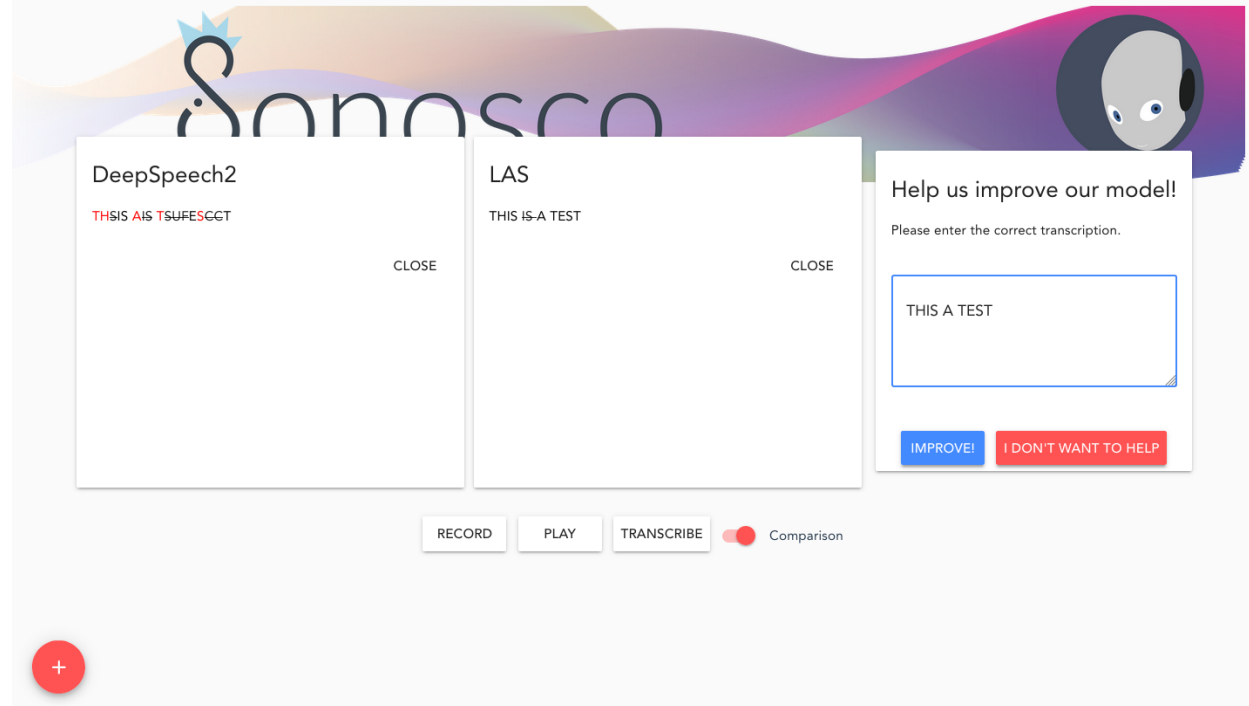 Sonosco
DeepSpeech2
THSIS AIS TSUFESCCT
CLOSE
LAS
THIS IS A TEST
CLOSE
Help us improve our model!
Please enter the correct transcription.
THIS A TEST
IMPROVE!
I DON'T WANT TO HELP
RECORD
PLAY
TRANSCRIBE
Comparison